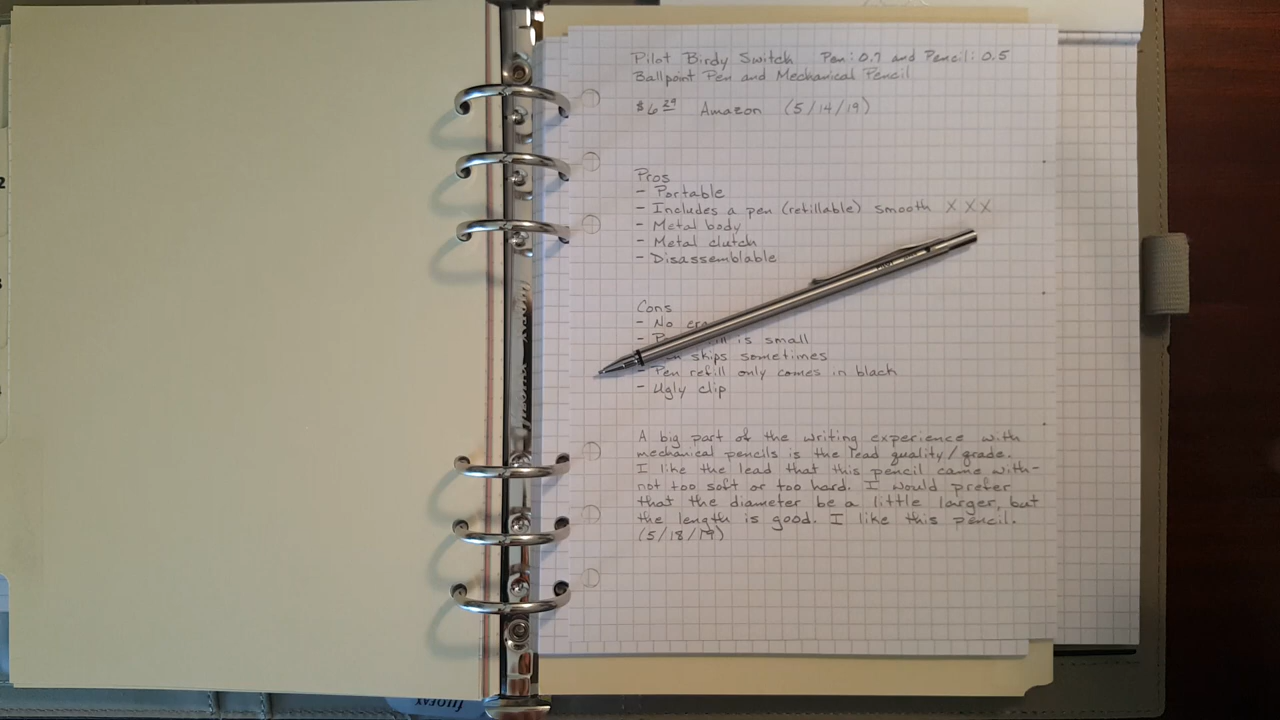 Pilot Birdy Switch Pen: 0.7 and Pencil: 0.5
Ballpoint Pen and Mechanical Pencil
$6 29 Amazon (5/14/19)
Pros
- Portable
- Includes a pen (refillable) smooth X X X
- Metal body
- Metal clutch
- Disassemblable
Cons
- No
- is small
- skips sometimes
- Pen refill only comes in black
- Ugly clip
A big part of the writing experience with
mechanical pencils is the lead quality/grade.
I like the lead that this pencil came with-
not too soft or too hard. I would prefer
that the diameter be a little larger, but
the length is good. I like this pencil.
(5/18/19)
2
filofax